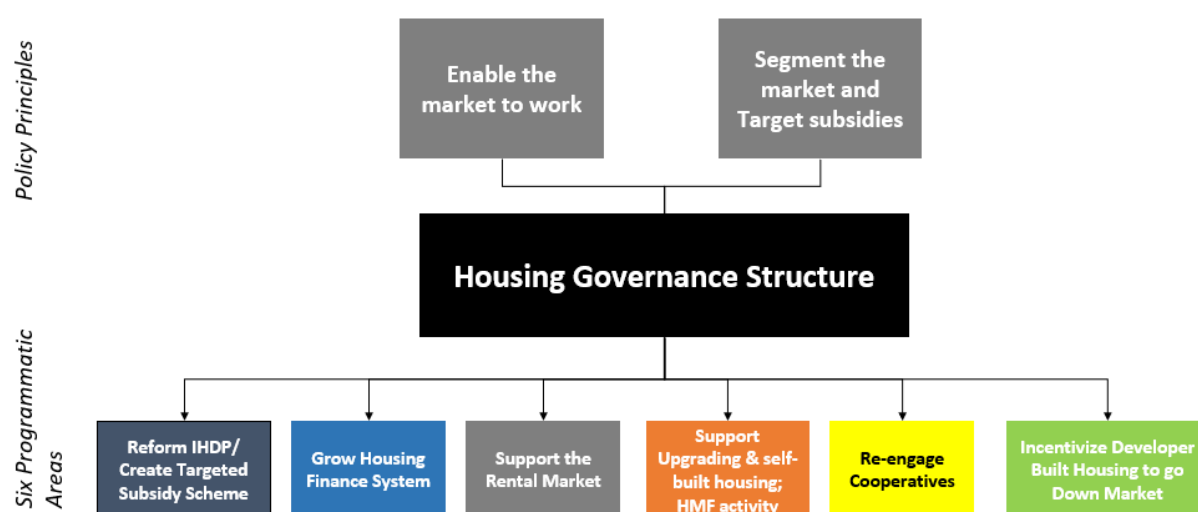 Policy Principles
Enable the
market to work
Segment the
market and
Target subsidies
Housing Governance Structure
Six Programmatic
Areas
Reform IHDP/
Create Targeted
Subsidy Scheme
Grow Housing
Finance System
Support the
Rental Market
Support
Upgrading & self-
built housing;
HMF activity
Re-engage
Cooperatives
Incentivize Developer
Built Housing to go
Down Market